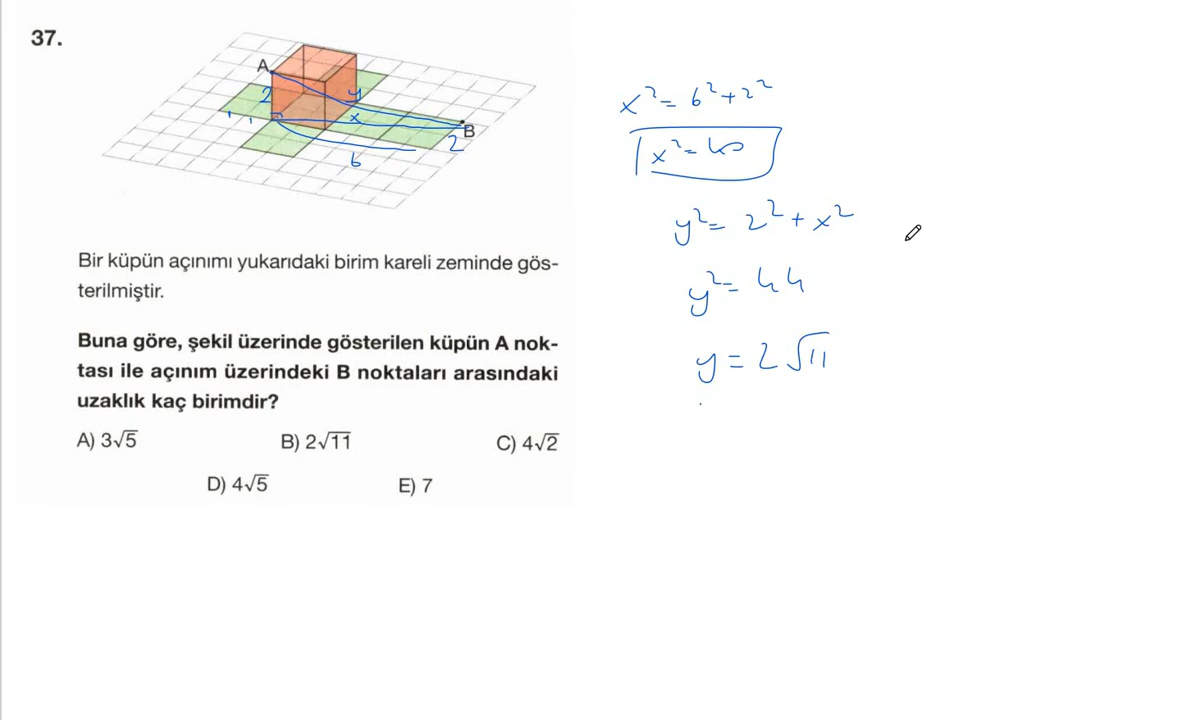 37.
A
2
y
x
B
2
6
Bir küpün açınımı yukarıdaki birim kareli zeminde gös-
terilmiştir.
Buna göre, şekil üzerinde gösterilen küpün A nok-
tası ile açınım üzerindeki B noktaları arasındaki
uzaklık kaç birimdir?
A) 3√5 B) 2√11 C) 4√2
D) 4√5 E) 7
x² = 6² + 2²
x² = 40
y² = 2² + x²
y² = 44
y = 2√11